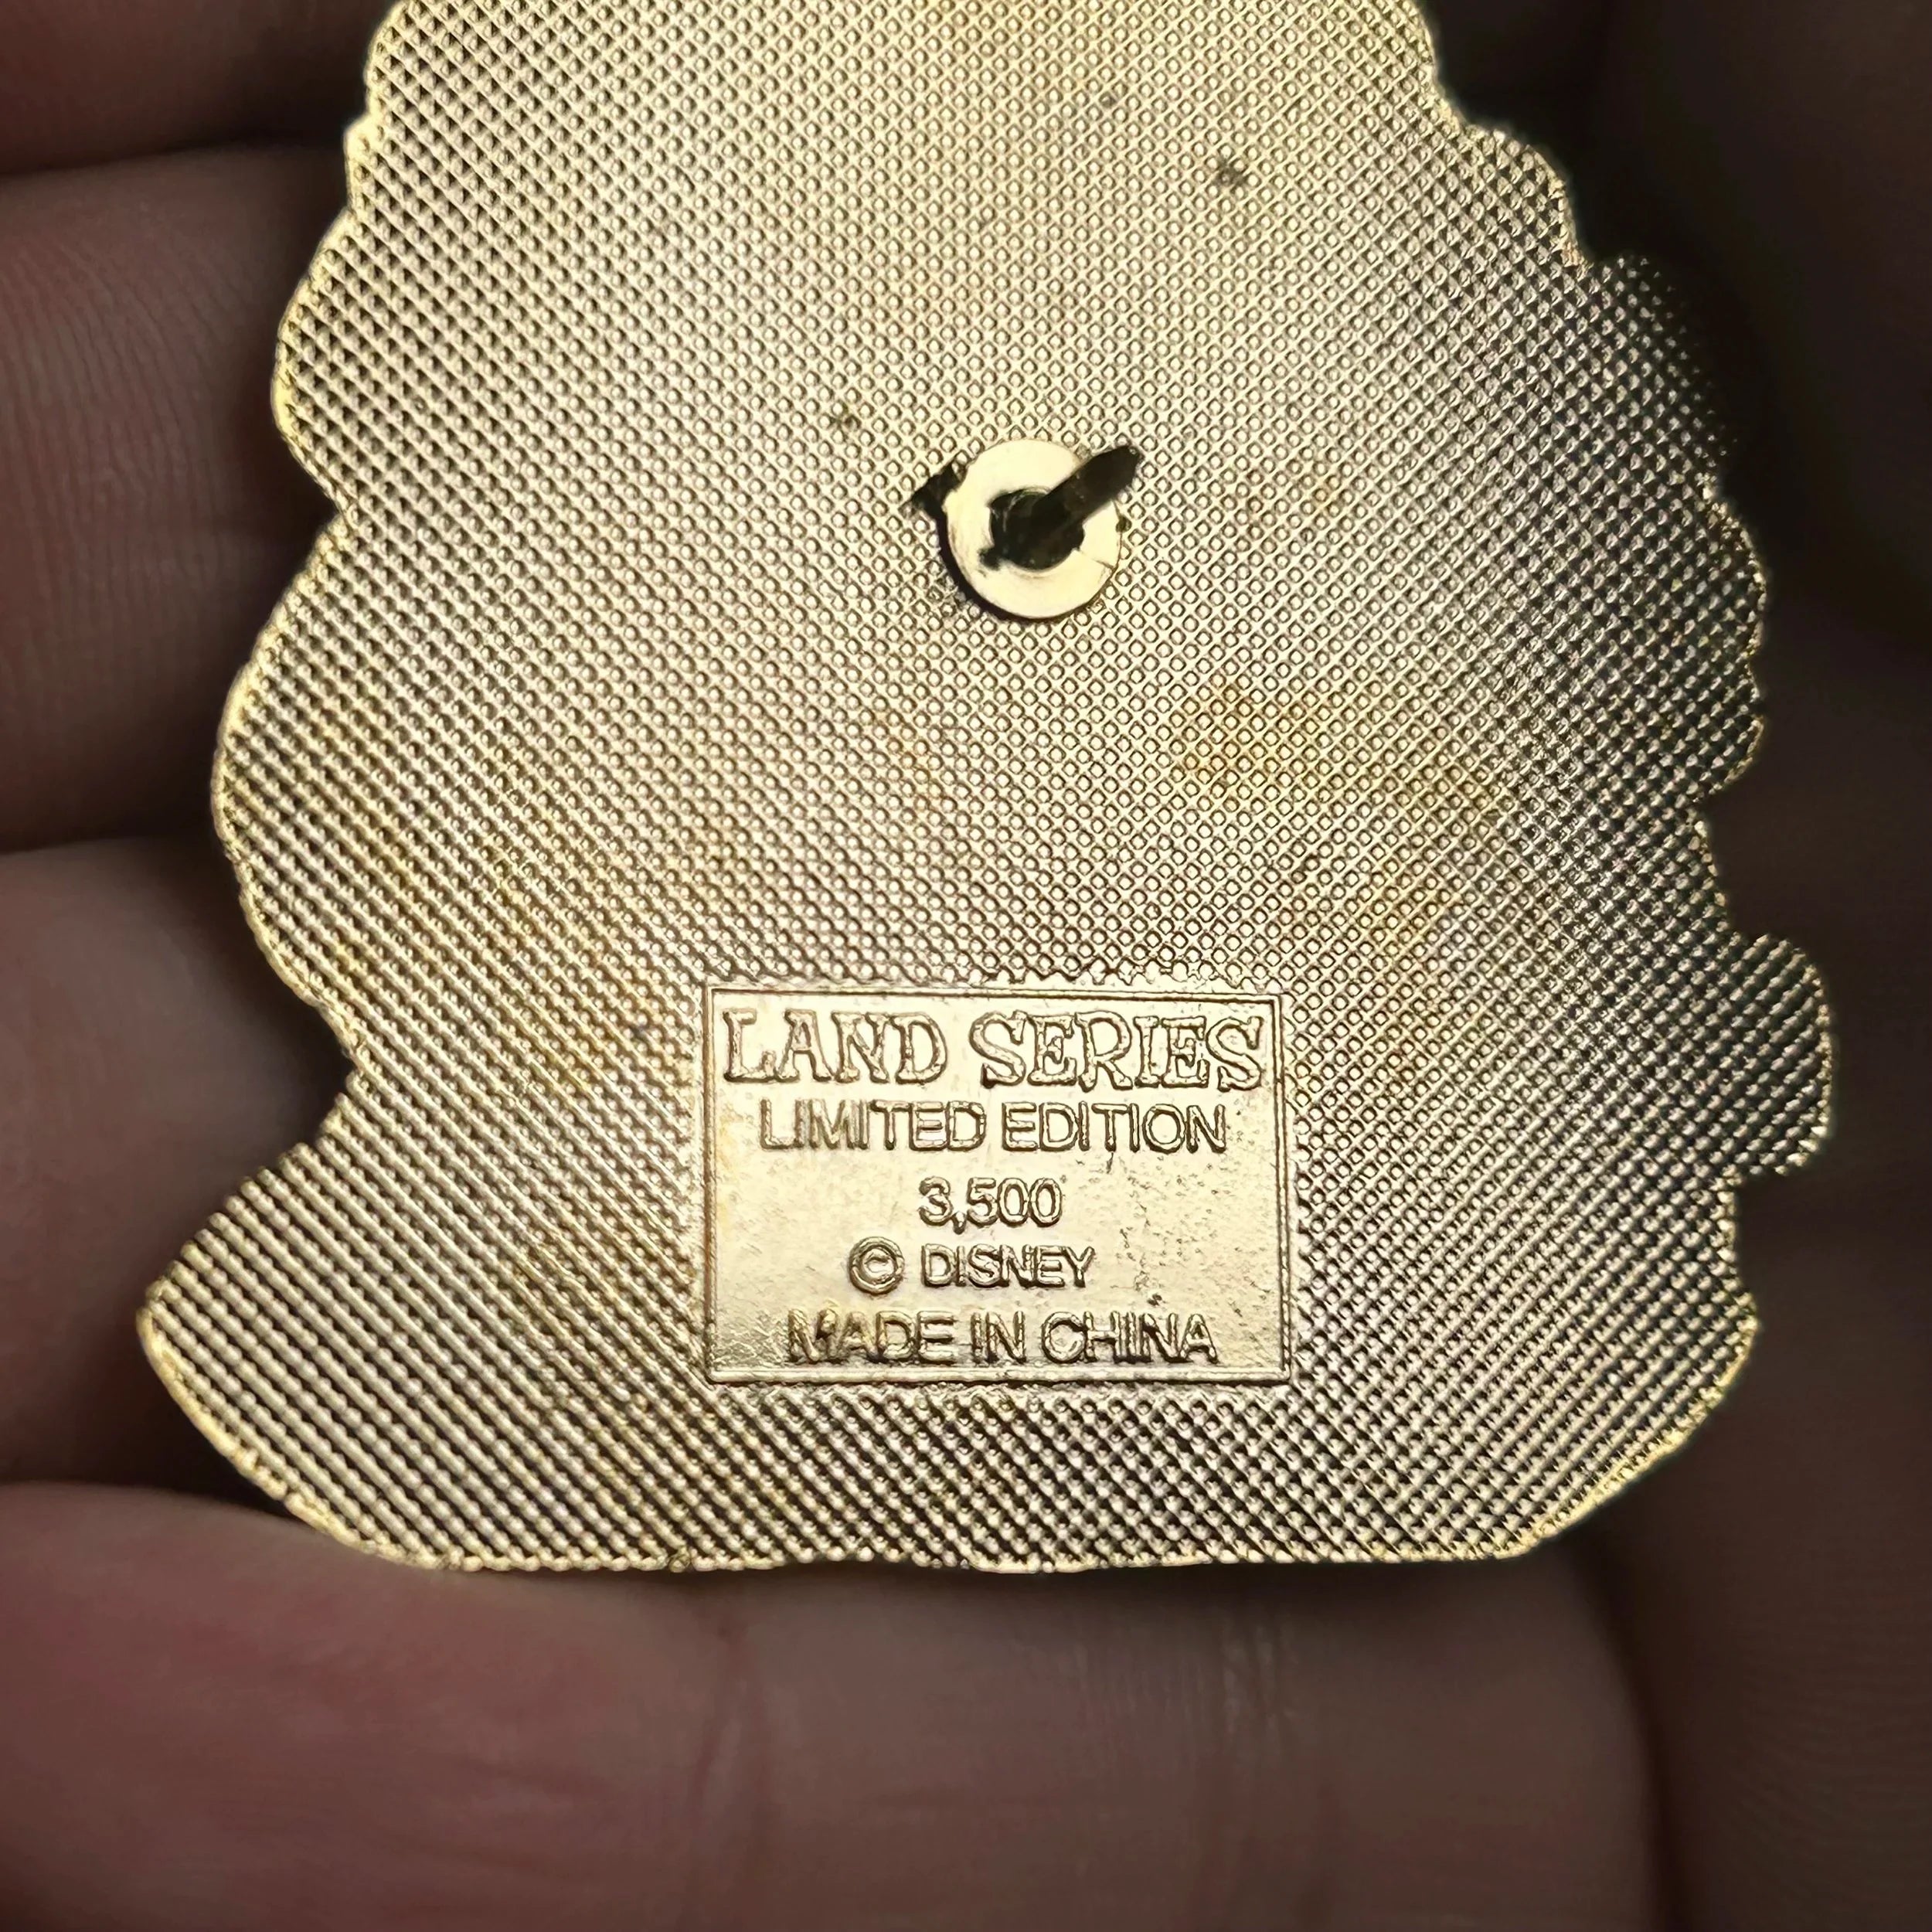 LAND SERIES
LIMITED EDITION
3,500
© DISNEY
MADE IN CHINA